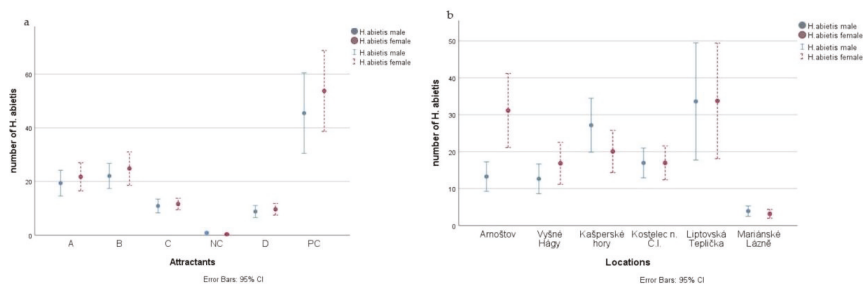 a
H.abietis male
H.abietis female
H.abietis male
H.abietis female
number of H. abietis
60
40
20
0
A B C NC D PC
Attractants
Error Bars: 95% CI
b
H.abietis male
H.abietis female
H.abietis male
H.abietis female
number of H. abietis
50
40
30
20
10
0
Arnoštov
Vyšné
Hágy
Kašperské
hory
Kostelec n.
Č.l.
Liptovská
Teplička
Mariánské
Lázně
Locations
Error Bars: 95% CI